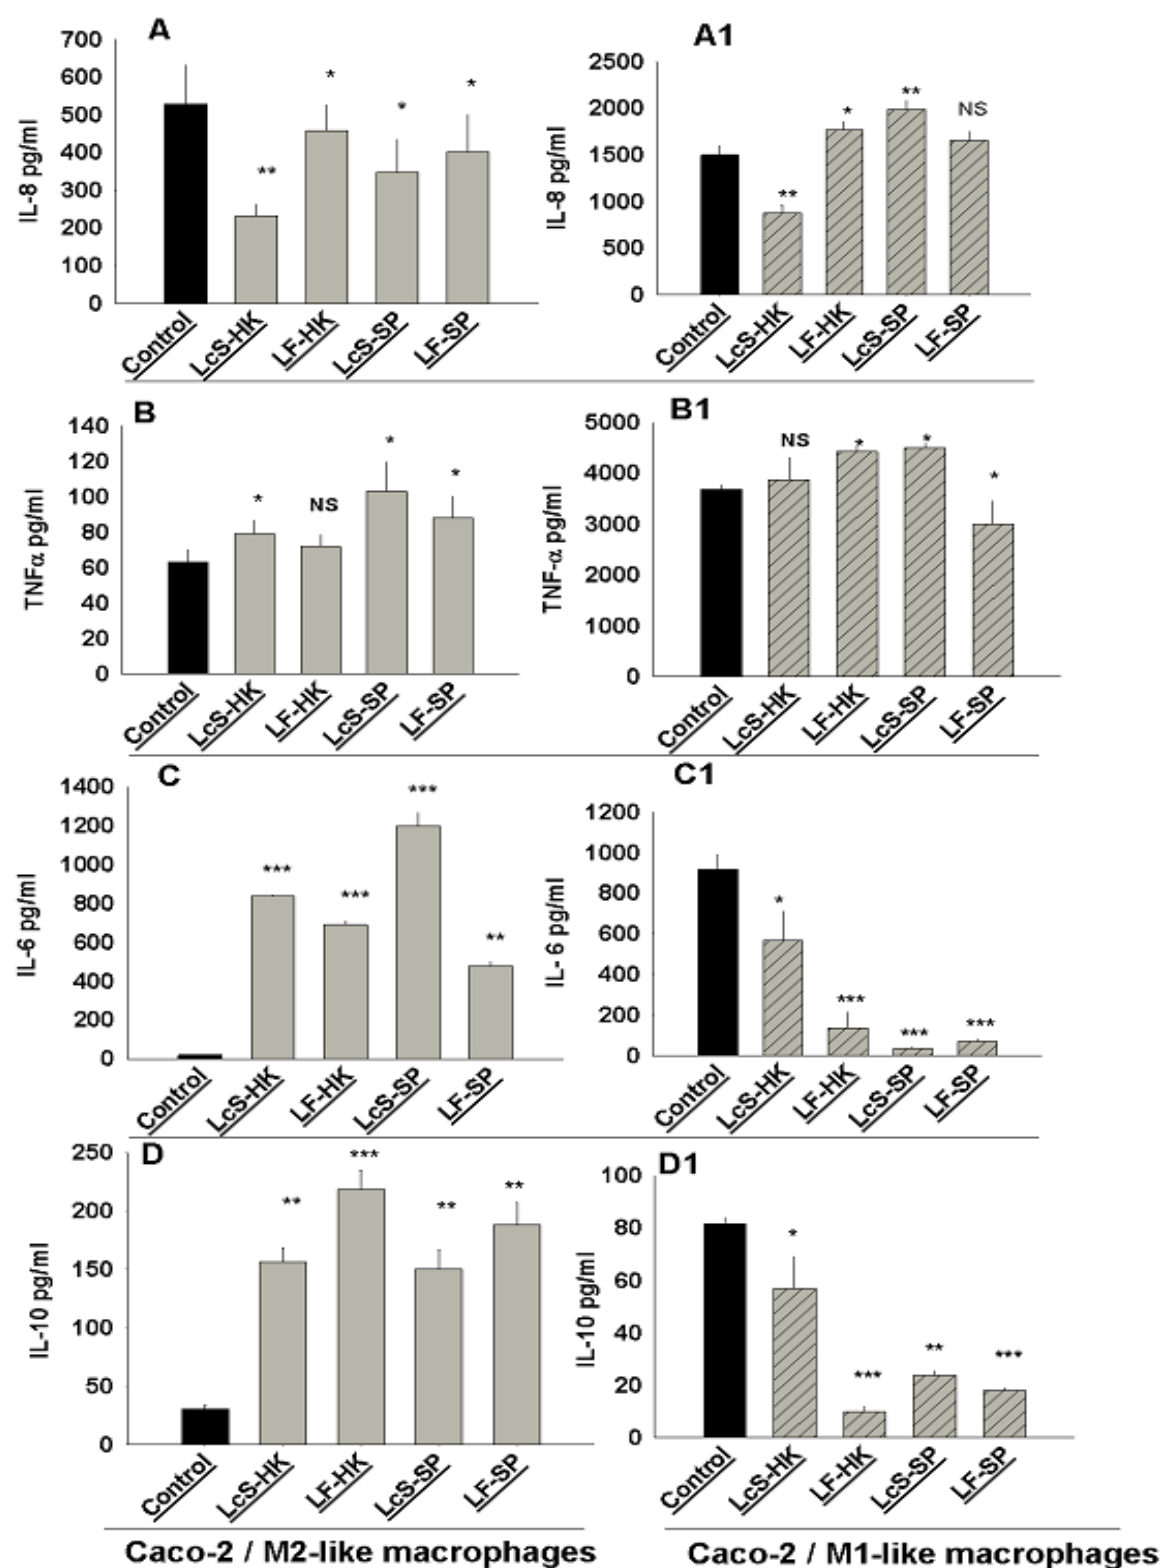 A
700
600
500
400
300
200
100
0
IL-8 pg/ml
**
*
*
*
Control
LcS-HK
LF-HK
LcS-SP
LF-SP
A1
2500
2000
1500
1000
500
0
IL-8 pg/ml
**
*
**
NS
Control
LcS-HK
LF-HK
LcS-SP
LF-SP
B
140
120
100
80
60
40
20
0
TNFα pg/ml
*
NS
*
*
Control
LcS-HK
LF-HK
LcS-SP
LF-SP
B1
5000
4000
3000
2000
1000
0
TNF-α pg/ml
NS
*
*
*
Control
LcS-HK
LF-HK
LcS-SP
LF-SP
C
1400
1200
1000
800
600
400
200
0
IL-6 pg/ml
***
***
***
**
Control
LcS-HK
LF-HK
LcS-SP
LF-SP
C1
1200
1000
800
600
400
200
0
IL- 6 pg/ml
*
***
***
***
Control
LcS-HK
LF-HK
LcS-SP
LF-SP
D
250
200
150
100
50
0
IL-10 pg/ml
**
***
**
**
Control
LcS-HK
LF-HK
LcS-SP
LF-SP
D1
100
80
60
40
20
0
IL-10 pg/ml
*
***
**
***
Control
LcS-HK
LF-HK
LcS-SP
LF-SP
Caco-2 / M2-like macrophages
Caco-2 / M1-like macrophages